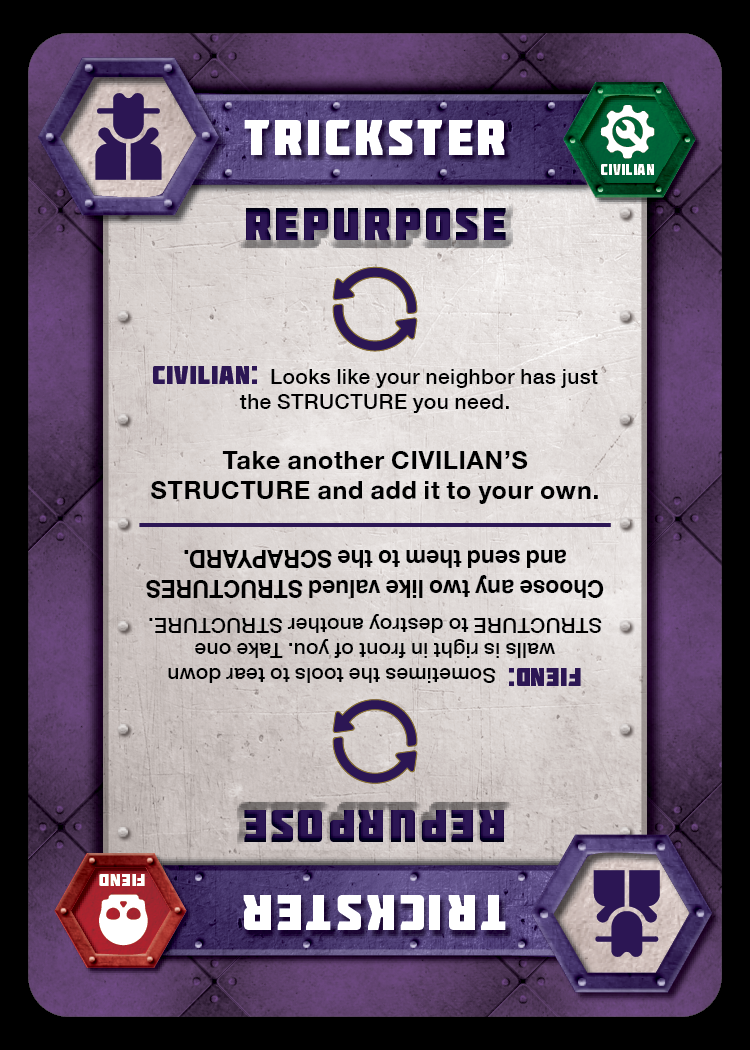 TRICKSTER
CIVILIAN
REPURPOSE
CIVILIAN: Looks like your neighbor has just
the STRUCTURE you need.
Take another CIVILIAN’S
STRUCTURE and add it to your own.
TRICKSTER
FIEND
REPURPOSE
FIEND: Sometimes the tools to tear down
walls is right in front of you. Take one
STRUCTURE to destroy another STRUCTURE.
Choose any two like valued STRUCTURES
and send them to the SCRAPYARD.